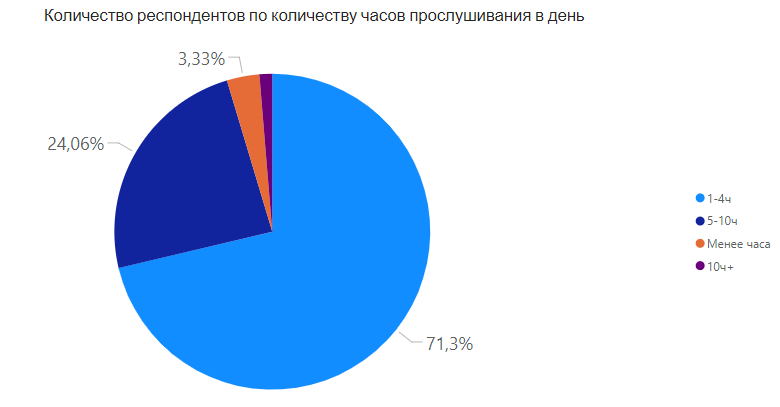 Количество респондентов по количеству часов прослушивания в день
3,33%
24,06%
71,3%
1-4ч
5-10ч
Менее часа
10ч+